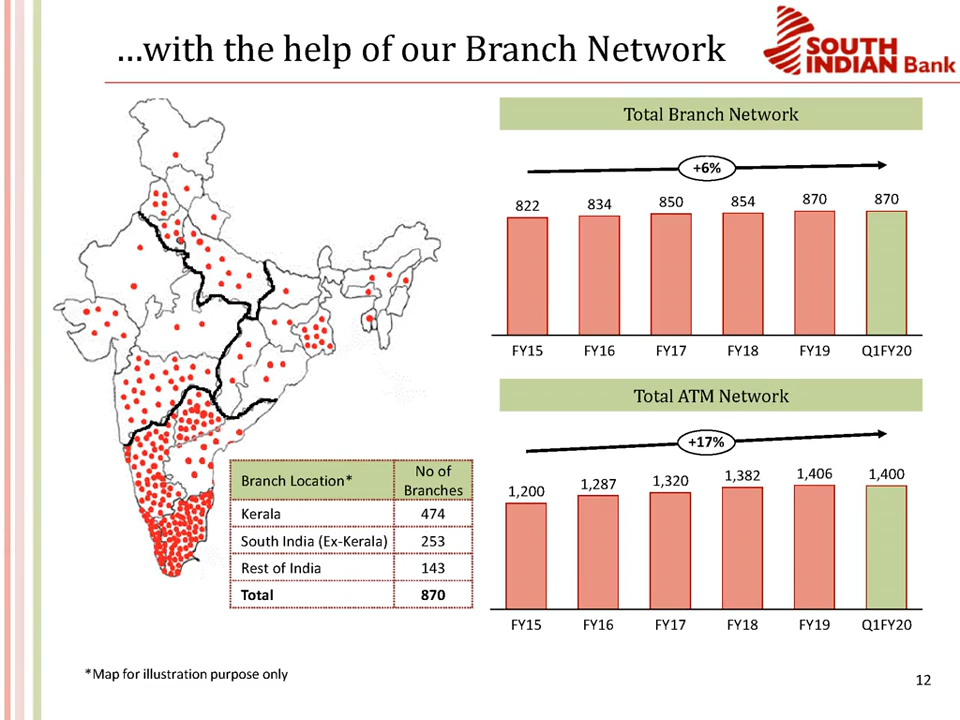 ...with the help of our Branch Network
SOUTH
INDIAN Bank
Total Branch Network
+6%
822 834 850 854 870 870
FY15 FY16 FY17 FY18 FY19 Q1FY20
Total ATM Network
+17%
1,200 1,287 1,320 1,382 1,406 1,400
FY15 FY16 FY17 FY18 FY19 Q1FY20
Branch Location* No of Branches
Kerala 474
South India (Ex-Kerala) 253
Rest of India 143
Total 870
*Map for illustration purpose only
12